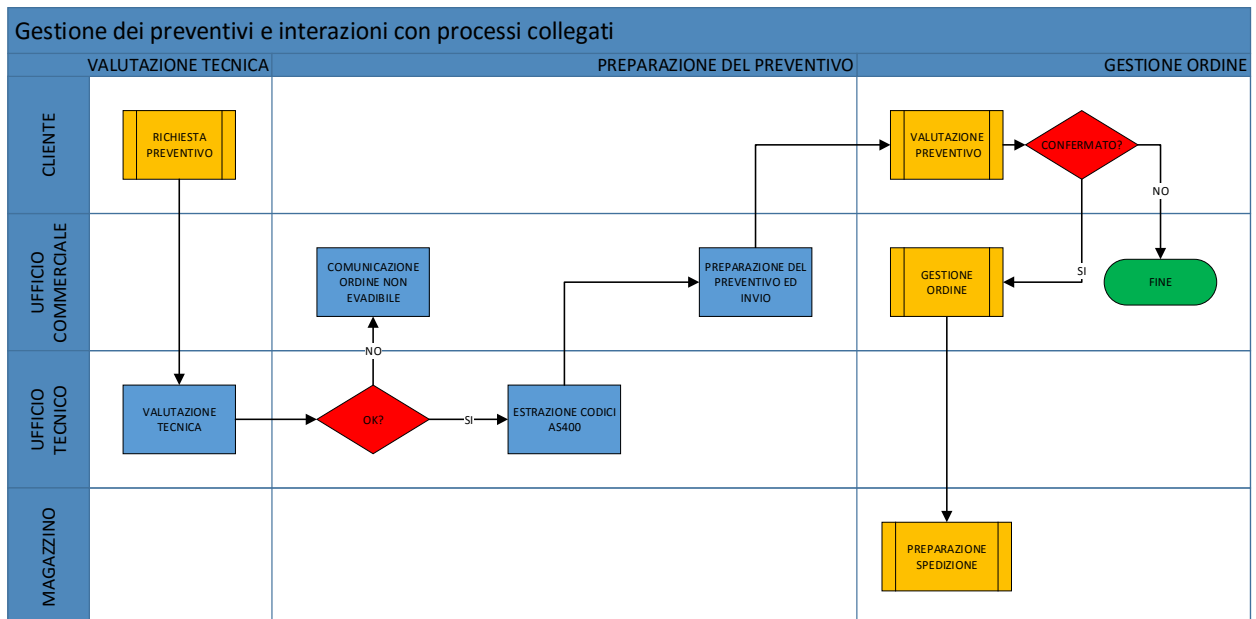 Gestione dei preventivi e interazioni con processi collegati
VALUTAZIONE TECNICA
PREPARAZIONE DEL PREVENTIVO
GESTIONE ORDINE
CLIENTE
RICHIESTA
PREVENTIVO
VALUTAZIONE
PREVENTIVO
CONFERMATO?
NO
UFFICIO
COMMERCIALE
COMUNICAZIONE
ORDINE NON
EVADIBILE
PREPARAZIONE DEL
PREVENTIVO ED
INVIO
GESTIONE
ORDINE
SI
FINE
NO
UFFICIO
TECNICO
VALUTAZIONE
TECNICA
OK?
SI
ESTRAZIONE CODICI
AS400
MAGAZZINO
PREPARAZIONE
SPEDIZIONE